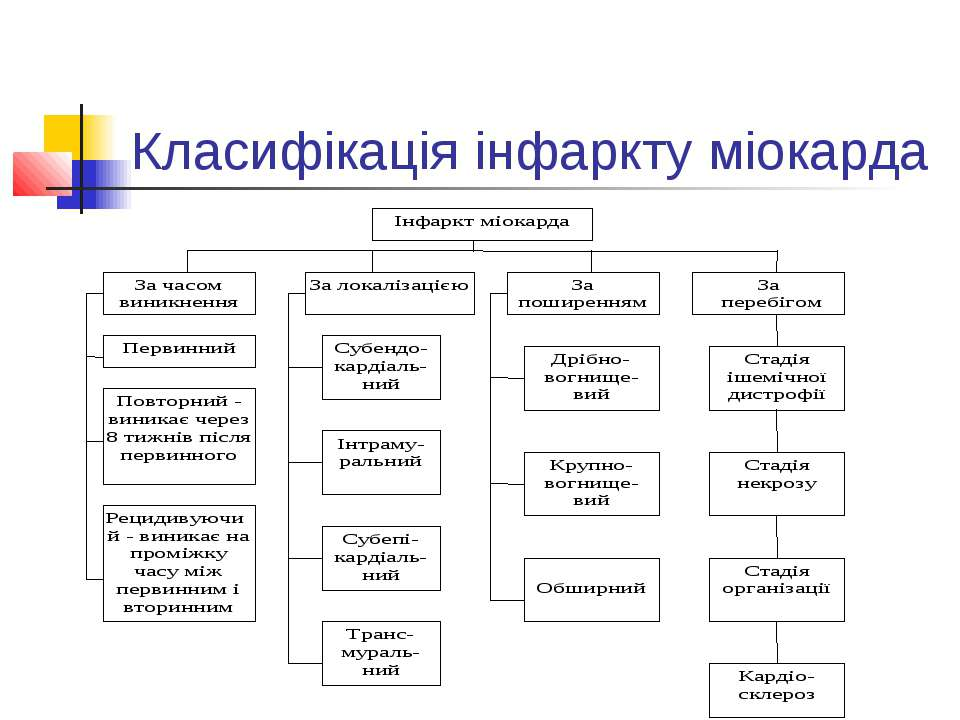 Класифікація інфаркту міокарда
Інфаркт міокарда
За часом
виникнення
Первинний
Повторний -
виникає через
8 тижнів після
первинного
Рецидивуючи
й - виникає на
проміжку
часу між
первинним і
вторинним
За локалізацією
Субендо-
кардіаль-
ний
Інтраму-
ральний
Субепі-
кардіаль-
ний
Транс-
мураль-
ний
За
поширенням
Дрібно-
вогнище-
вий
Крупно-
вогнище-
вий
Обширний
За
перебігом
Стадія
ішемічної
дистрофії
Стадія
некрозу
Стадія
організації
Кардіо-
склероз